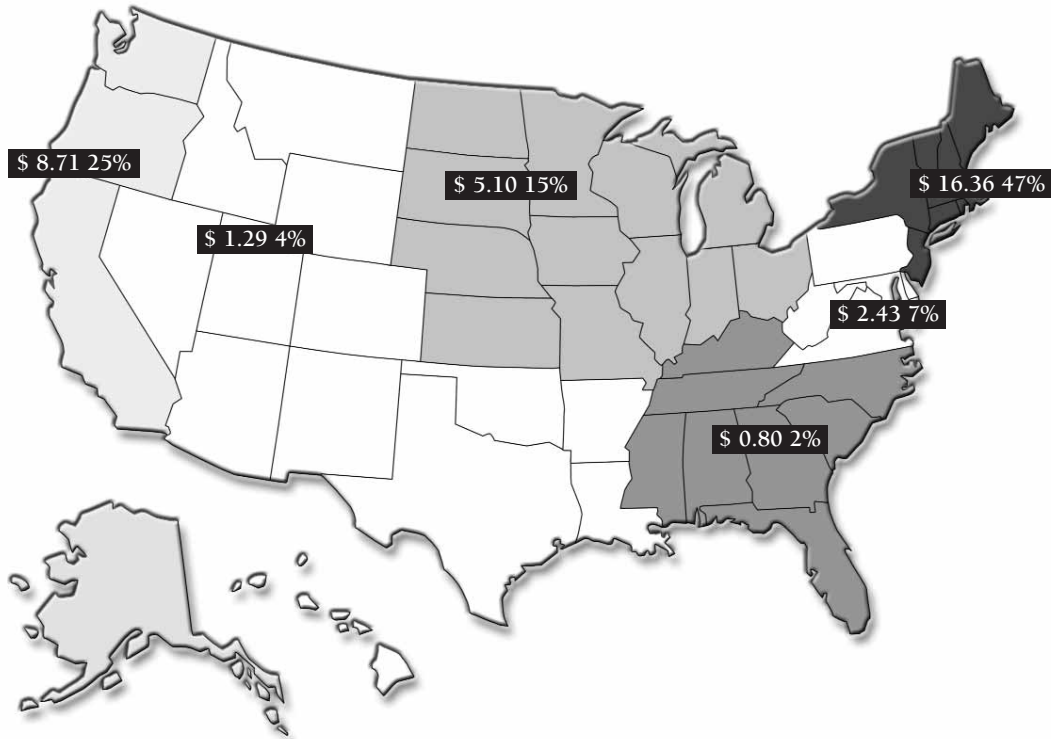 $ 8.71 25%
$ 5.10 15%
$ 16.36 47%
$ 1.29 4%
$ 2.43 7%
$ 0.80 2%